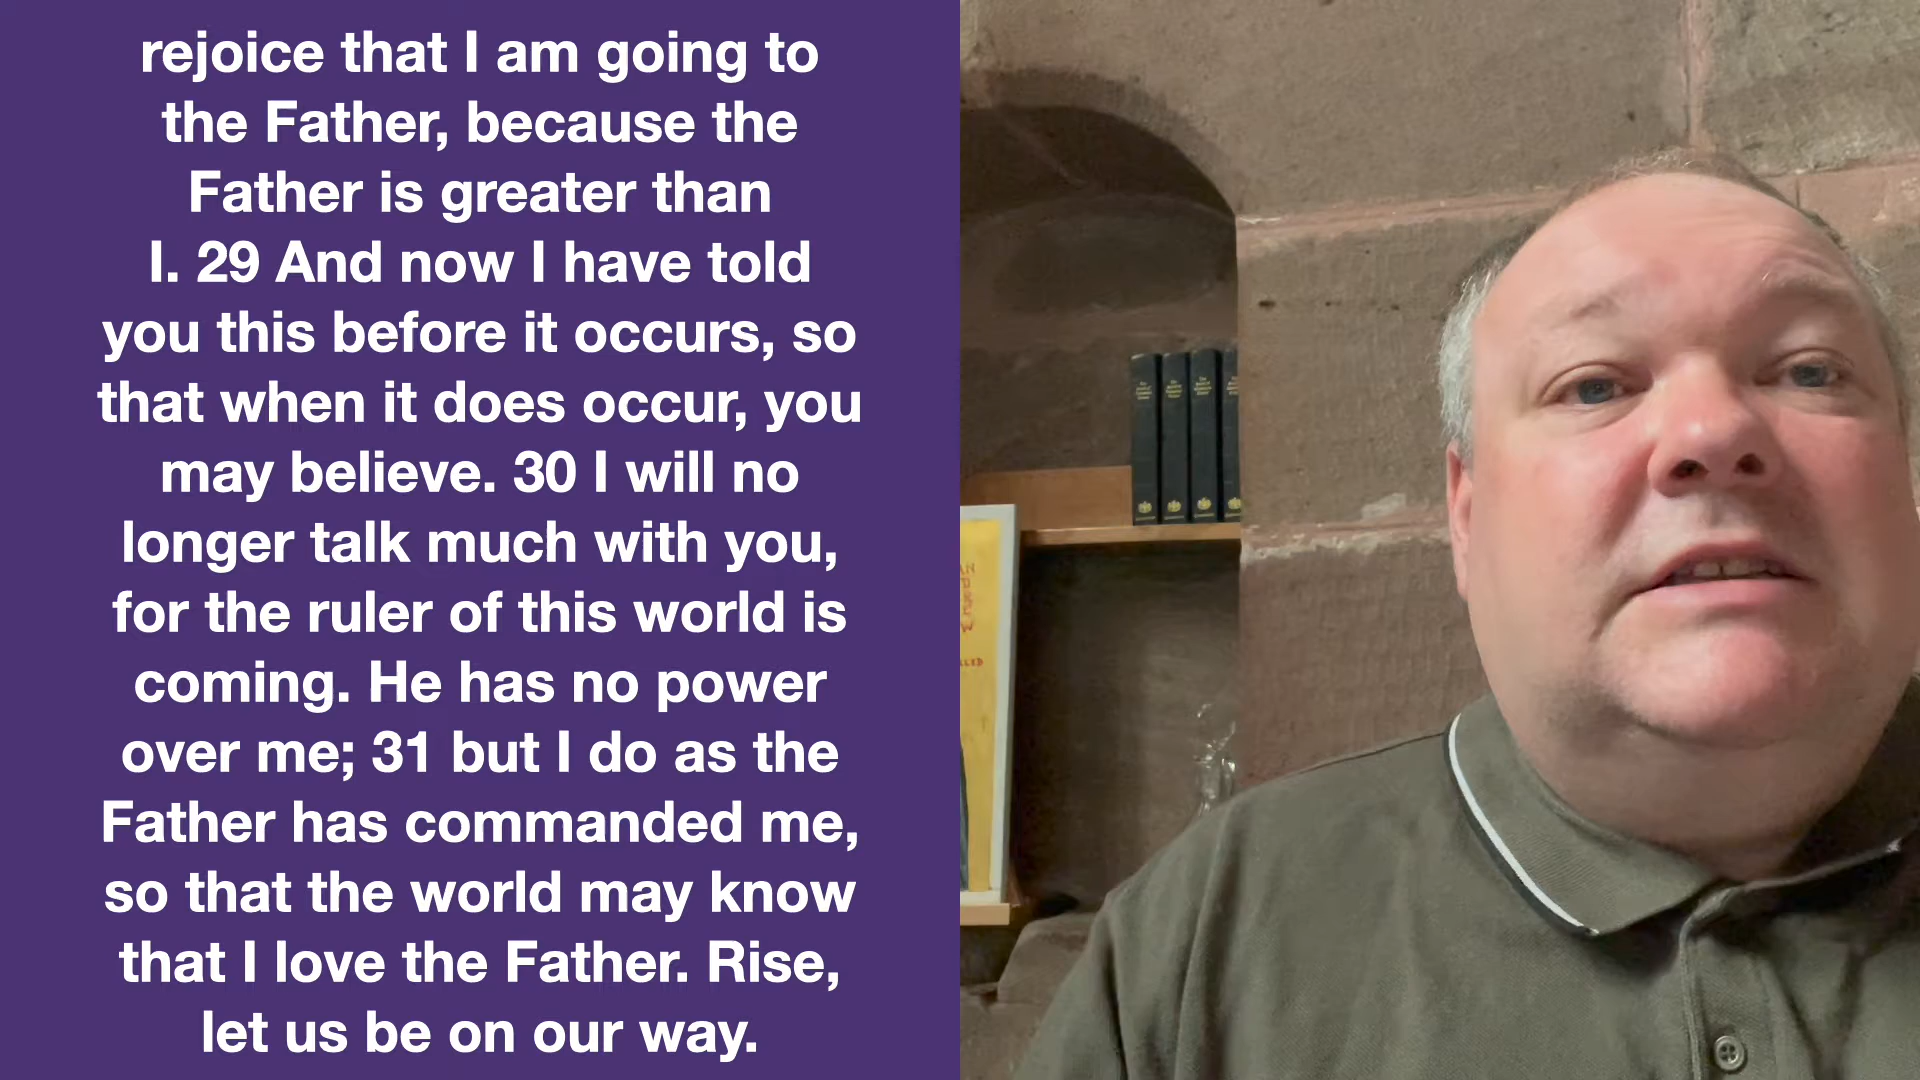 rejoice that I am going to
the Father, because the
Father is greater than
I. 29 And now I have told
you this before it occurs, so
that when it does occur, you
may believe. 30 I will no
longer talk much with you,
for the ruler of this world is
coming. He has no power
over me; 31 but I do as the
Father has commanded me,
so that the world may know
that I love the Father. Rise,
let us be on our way.